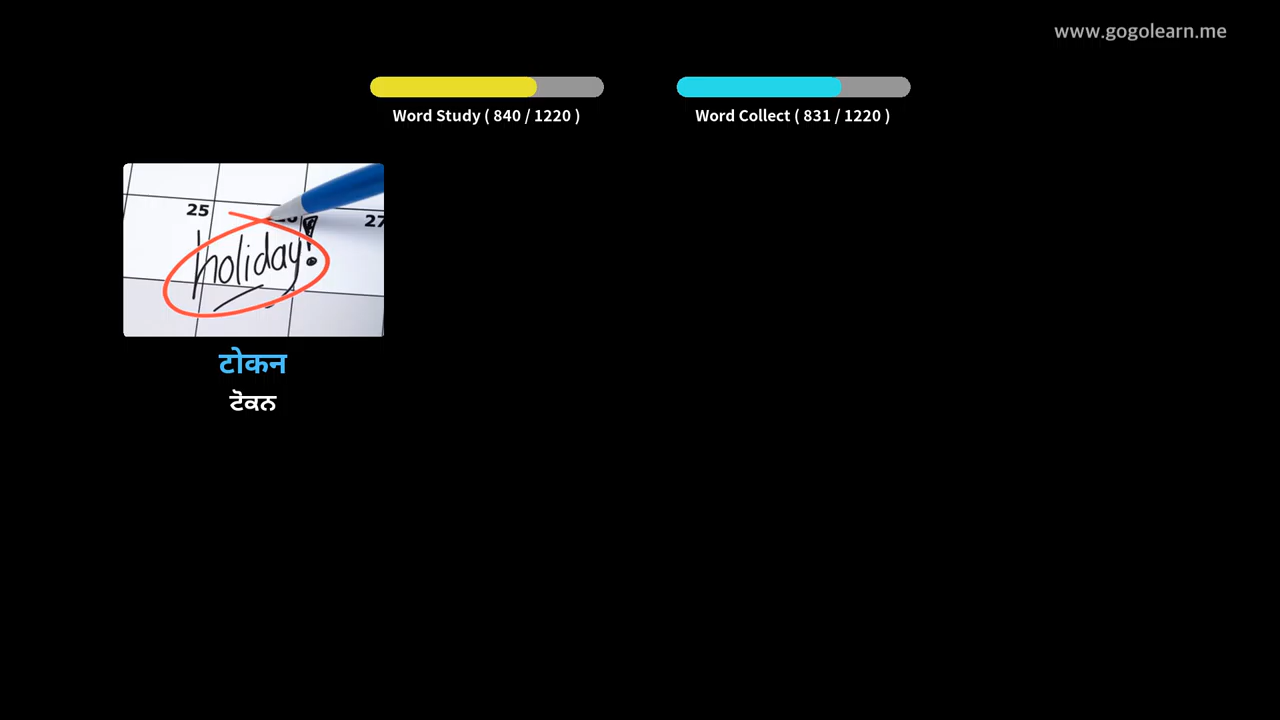 www.gogolearn.me
Word Study ( 840 / 1220 )
Word Collect ( 831 / 1220 )
25
27
holiday!
टोकन
ਟੋਕਨ